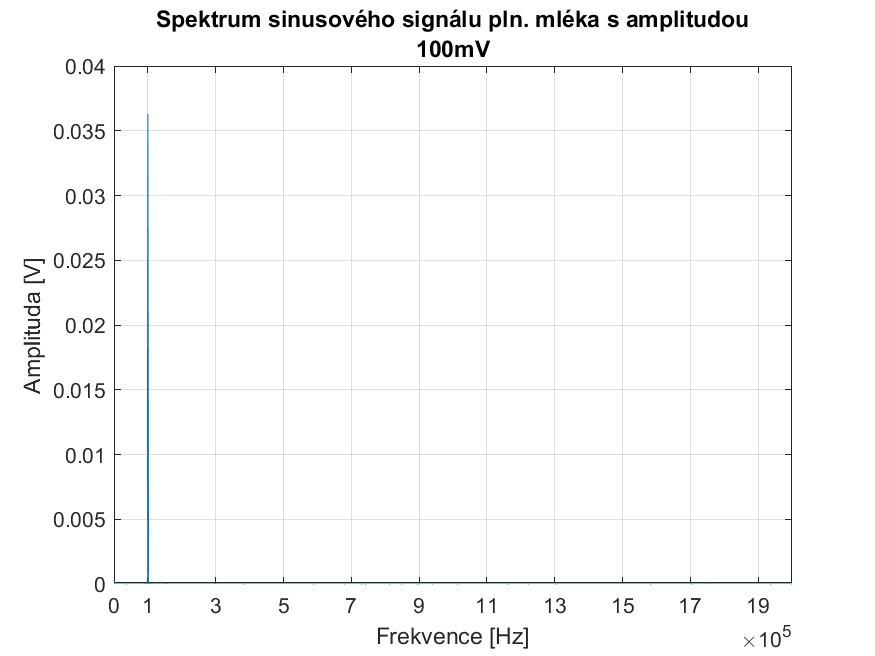 Spektrum sinusového signálu pln. mléka s amplitudou
100mV
0.04
0.035
0.03
0.025
0.02
0.015
0.01
0.005
0
Amplituda [V]
0 1 3 5 7 9 11 13 15 17 19
Frekvence [Hz]
×10⁵